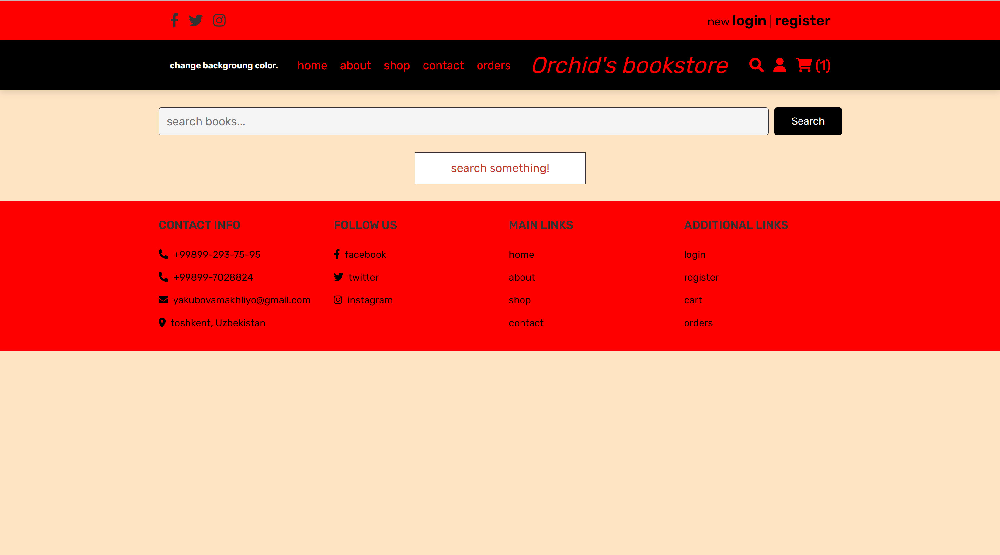 new login | register
change backgroung color.
home about shop contact orders
Orchid's bookstore
(1)
search books...
Search
search something!
CONTACT INFO
+99899-293-75-95
+99899-7028824
yakubovamakhliyo@gmail.com
toshkent, Uzbekistan
FOLLOW US
facebook
twitter
instagram
MAIN LINKS
home
about
shop
contact
ADDITIONAL LINKS
login
register
cart
orders